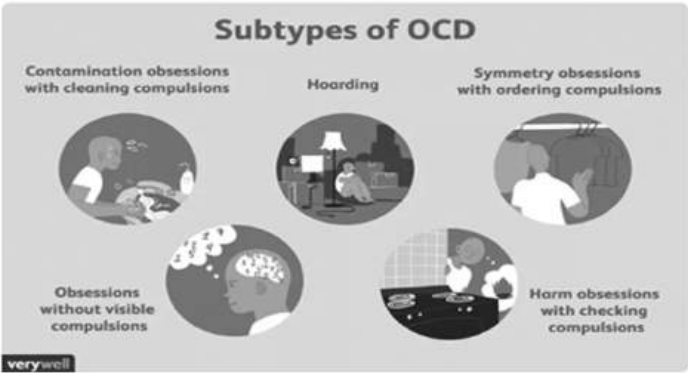 Subtypes of OCD
Contamination obsessions
with cleaning compulsions
Hoarding
Symmetry obsessions
with ordering compulsions
Obsessions
without visible
compulsions
Harm obsessions
with checking
compulsions
verywell